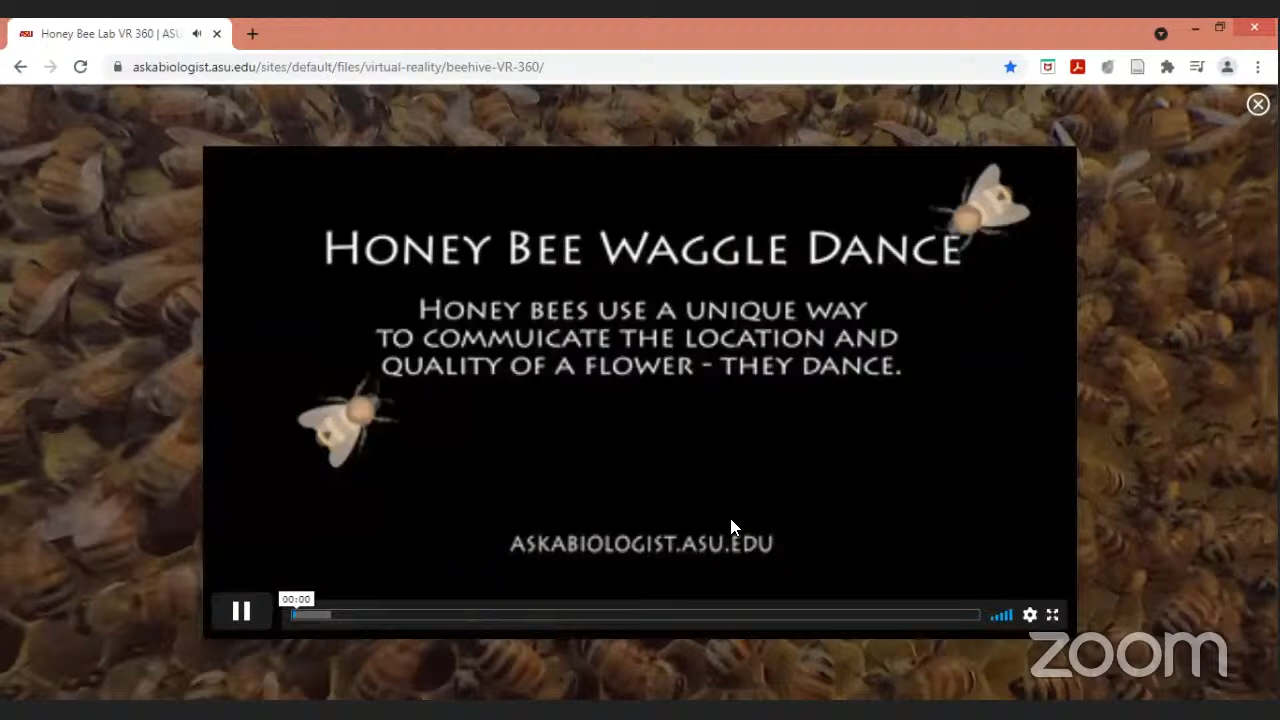 ASU Honey Bee Lab VR 360 | ASU
askabiologist.asu.edu/sites/default/files/virtual-reality/beehive-VR-360/
HONEY BEE WAGGLE DANCE
HONEY BEES USE A UNIQUE WAY
TO COMMUICATE THE LOCATION AND
QUALITY OF A FLOWER - THEY DANCE.
ASKABIOLOGIST.ASU.EDU
00:00
zoom